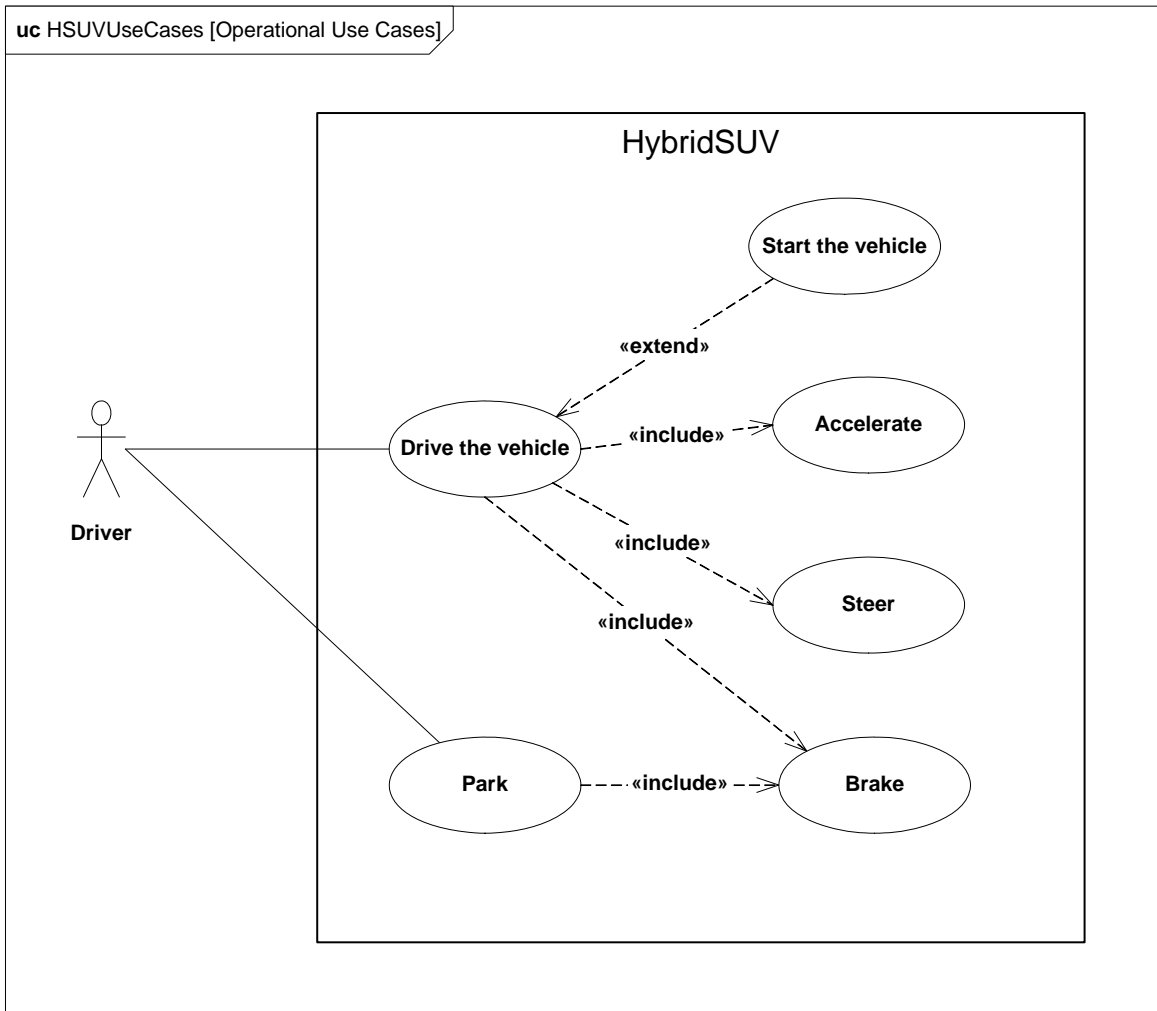 uc HSUVUseCases [Operational Use Cases]
HybridSUV
Start the vehicle
«extend»
Accelerate
«include»
Drive the vehicle
Driver
«include»
Steer
«include»
Park
«include»
Brake